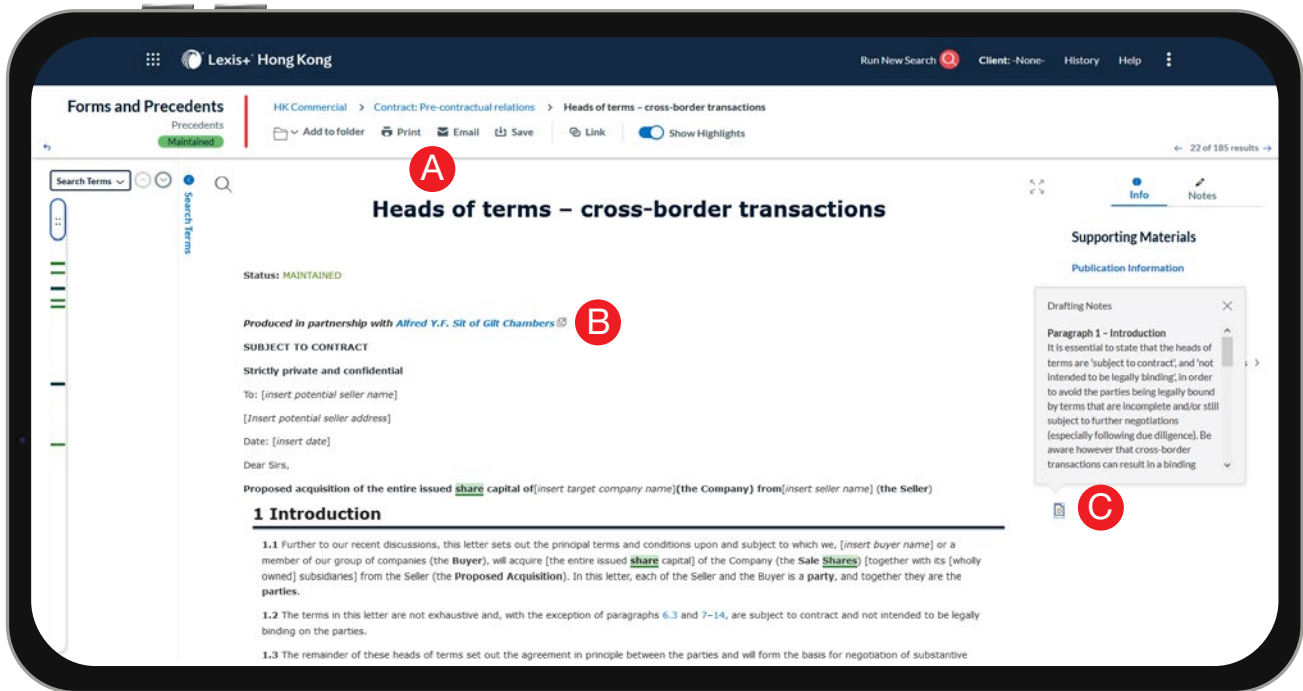 Lexis+ Hong Kong
Run New Search
Client: -None-
History
Help
Forms and Precedents
Precedents
Maintained
HK Commercial > Contract: Pre-contractual relations > Heads of terms – cross-border transactions
Add to folder
Print
Email
Save
Link
Show Highlights
← 22 of 185 results →
A
Search Terms
Search Terms
Heads of terms – cross-border transactions
Info
Notes
Supporting Materials
Publication Information
Status: MAINTAINED
Produced in partnership with Alfred Y.F. Sit of Gilt Chambers
B
SUBJECT TO CONTRACT
Strictly private and confidential
To: [insert potential seller name]
[Insert potential seller address]
Date: [insert date]
Dear Sirs,
Proposed acquisition of the entire issued share capital of[insert target company name](the Company) from[insert seller name] (the Seller)
1 Introduction
1.1 Further to our recent discussions, this letter sets out the principal terms and conditions upon and subject to which we, [insert buyer name] or a
member of our group of companies (the Buyer), will acquire [the entire issued share capital] of the Company (the Sale Shares) [together with its [wholly
owned] subsidiaries] from the Seller (the Proposed Acquisition). In this letter, each of the Seller and the Buyer is a party, and together they are the
parties.
1.2 The terms in this letter are not exhaustive and, with the exception of paragraphs 6.3 and 7–14, are subject to contract and not intended to be legally
binding on the parties.
1.3 The remainder of these heads of terms set out the agreement in principle between the parties and will form the basis for negotiation of substantive
Drafting Notes
Paragraph 1 – Introduction
It is essential to state that the heads of
terms are 'subject to contract', and 'not
intended to be legally binding', in order
to avoid the parties being legally bound
by terms that are incomplete and/or still
subject to further negotiations
(especially following due diligence). Be
aware however that cross-border
transactions can result in a binding
C